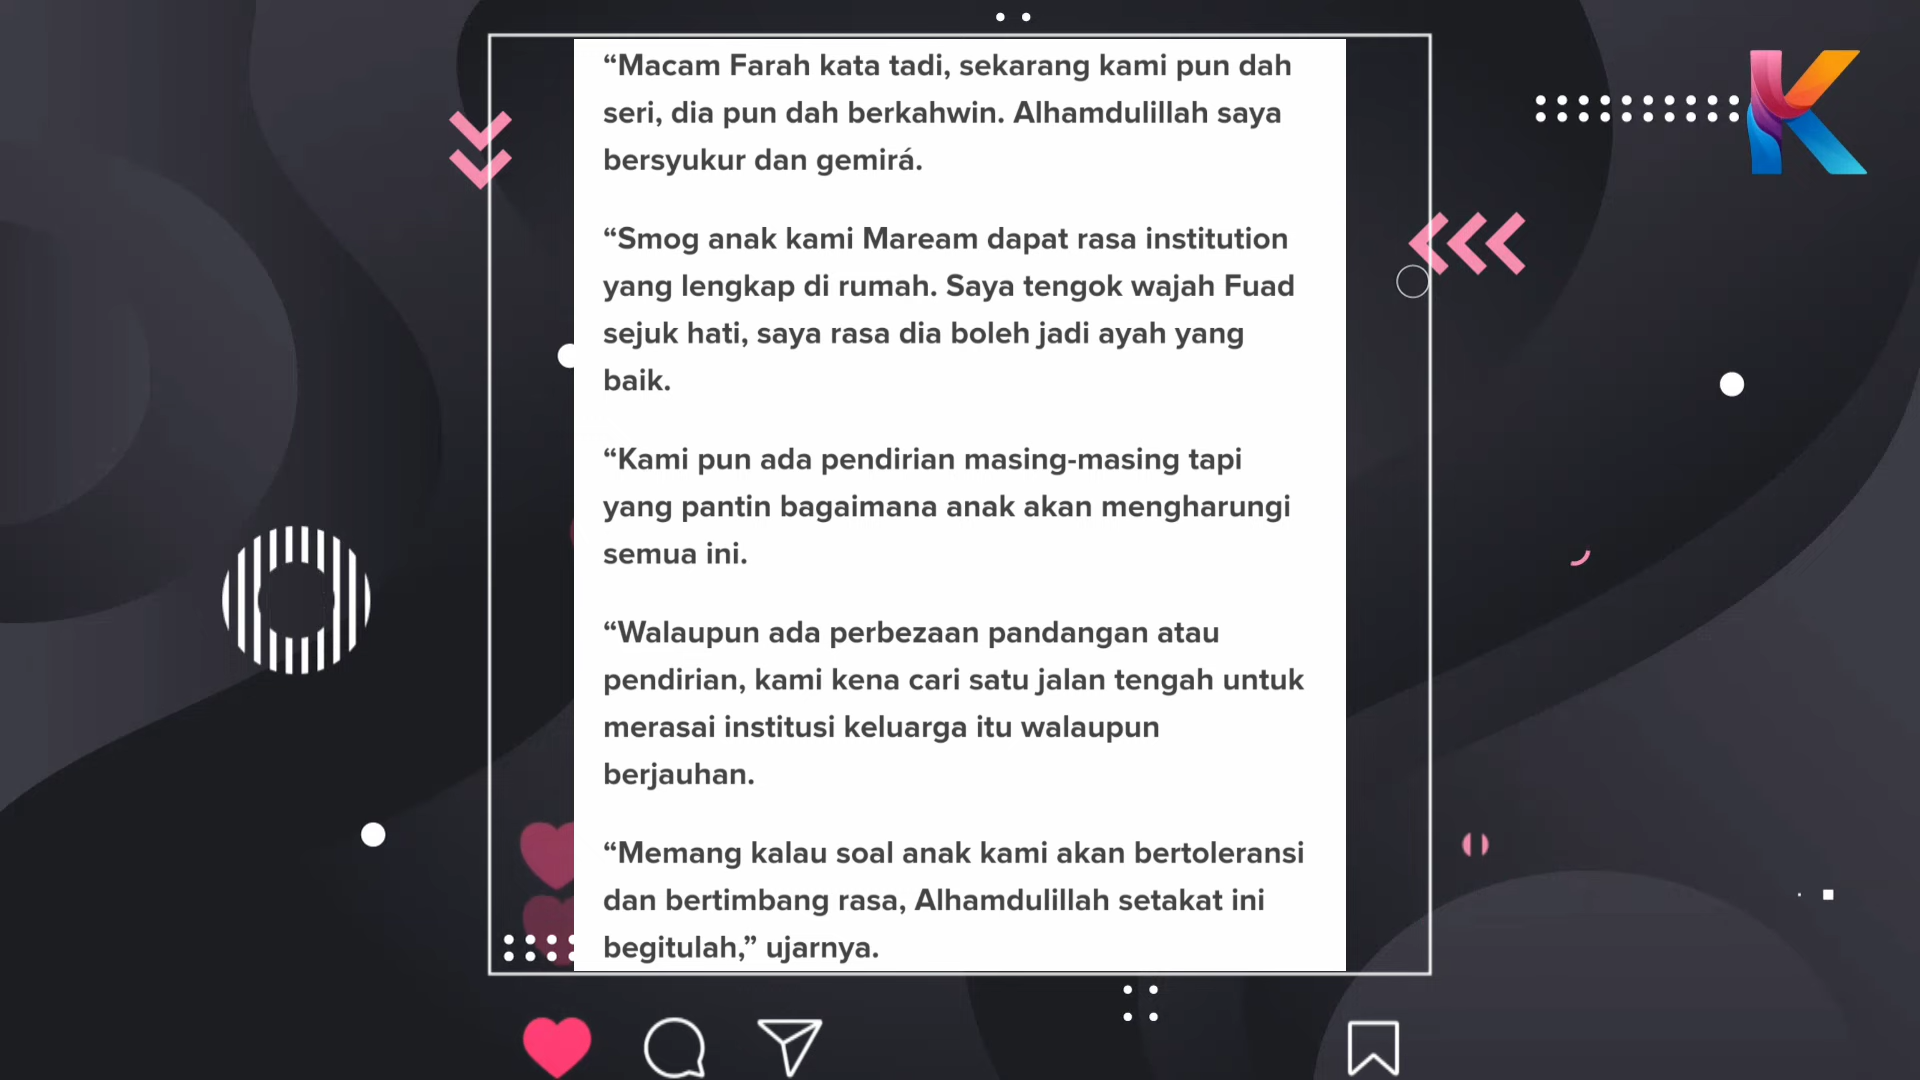 “Macam Farah kata tadi, sekarang kami pun dah
seri, dia pun dah berkahwin. Alhamdulillah saya
bersyukur dan gemirá.
“Smog anak kami Maream dapat rasa institution
yang lengkap di rumah. Saya tengok wajah Fuad
sejuk hati, saya rasa dia boleh jadi ayah yang
baik.
“Kami pun ada pendirian masing-masing tapi
yang pantin bagaimana anak akan mengharungi
semua ini.
“Walaupun ada perbezaan pandangan atau
pendirian, kami kena cari satu jalan tengah untuk
merasai institusi keluarga itu walaupun
berjauhan.
“Memang kalau soal anak kami akan bertoleransi
dan bertimbang rasa, Alhamdulillah setakat ini
begitulah,” ujarnya.
K